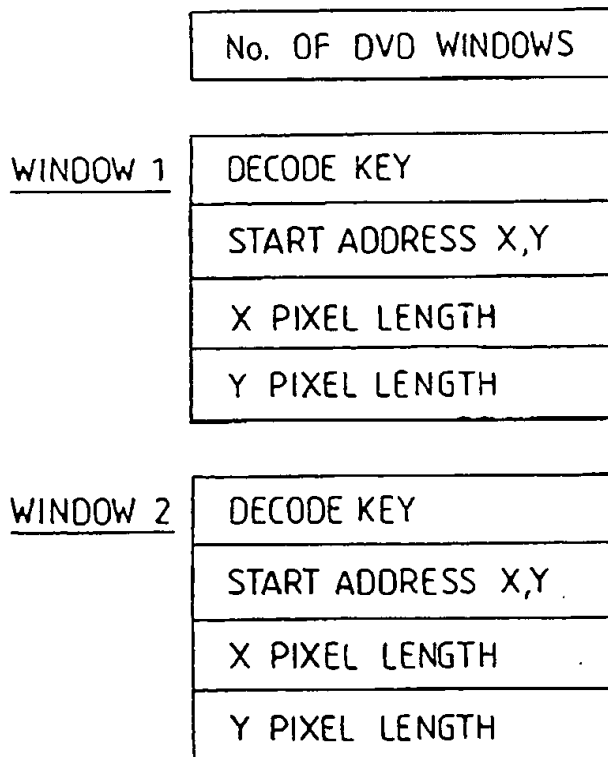 No. OF DVD WINDOWS
WINDOW 1
DECODE KEY
START ADDRESS X,Y
X PIXEL LENGTH
Y PIXEL LENGTH
WINDOW 2
DECODE KEY
START ADDRESS X,Y
X PIXEL LENGTH
Y PIXEL LENGTH